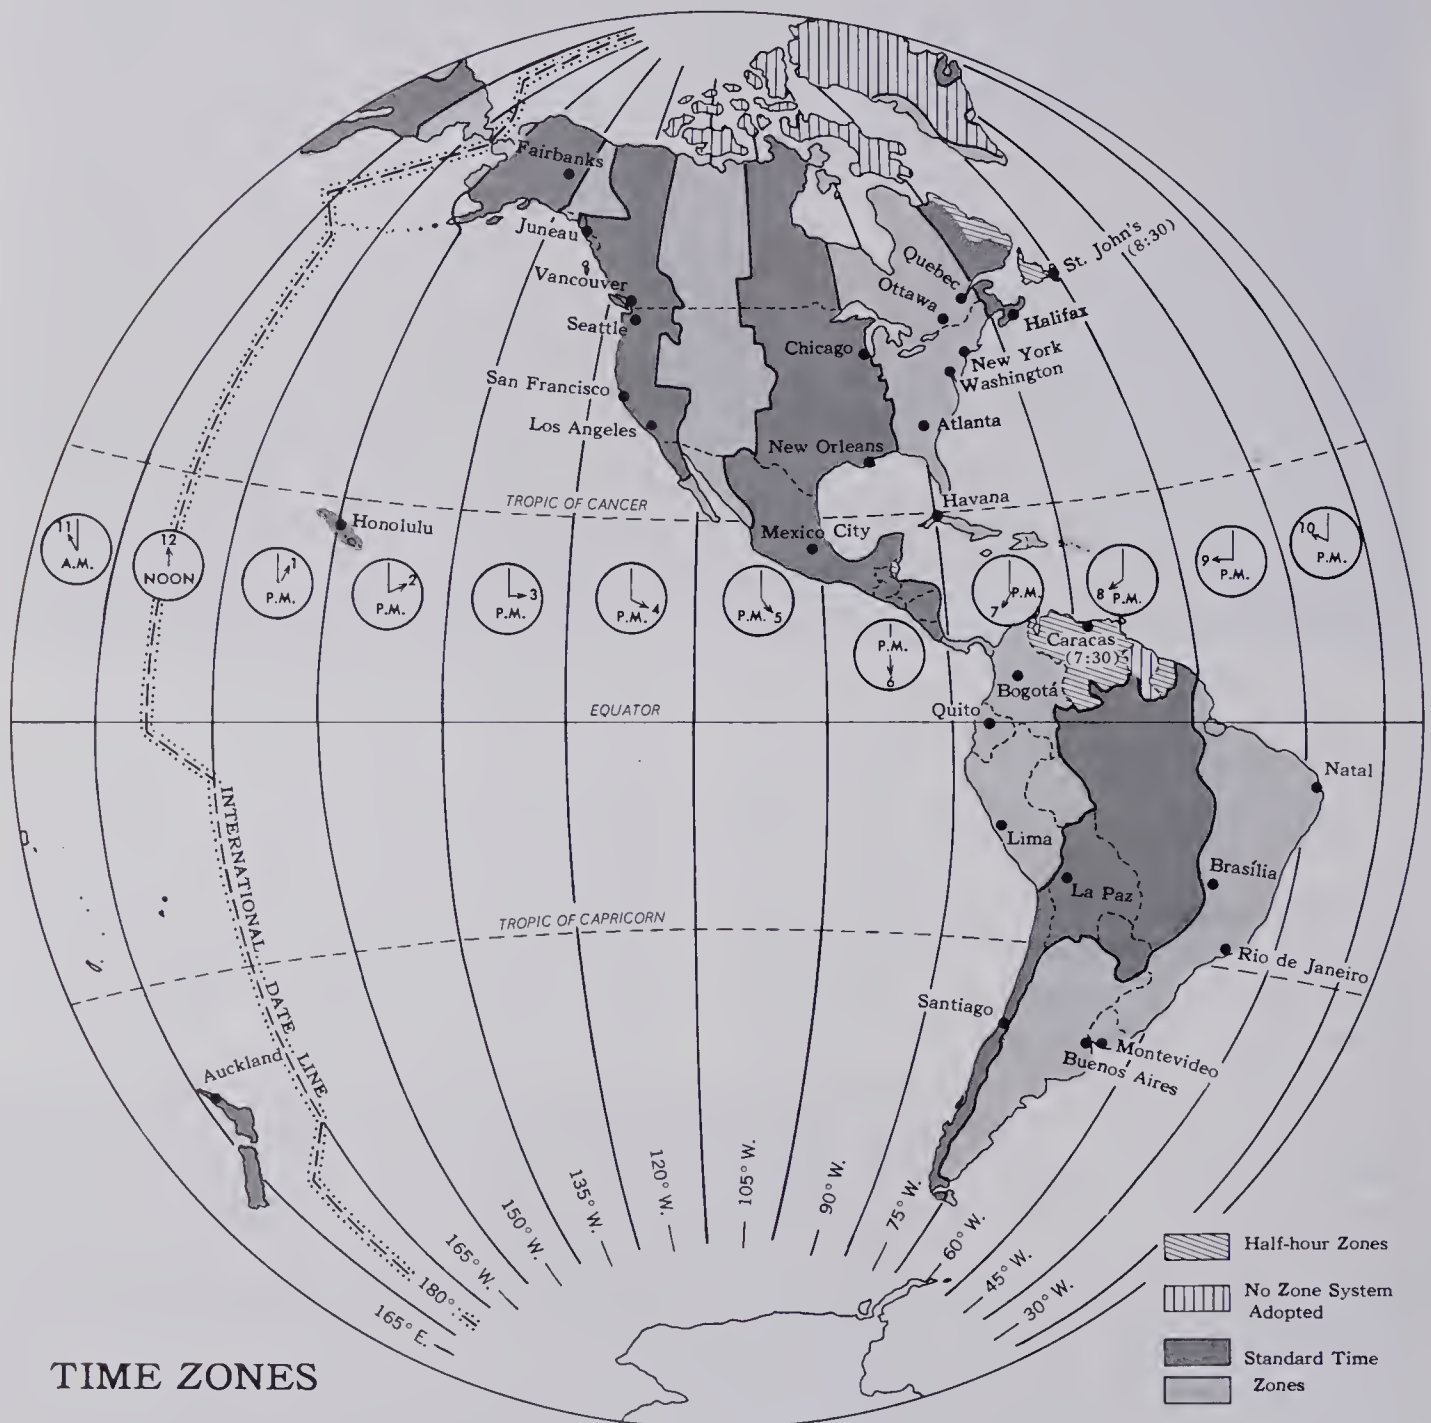 Fairbanks
Juneau
Vancouver
Seattle
San Francisco
Los Angeles
Chicago
New Orleans
Quebec
Ottawa
St. John's
(8:30)
Halifax
New York
Washington
Atlanta
Havana
TROPIC OF CANCER
Honolulu
Mexico City
11
A.M.
12
NOON
1
P.M.
2
P.M.
3
P.M.
4
P.M.
5
P.M.
P.M.
6
P.M.
7
8
P.M.
9
P.M.
10
P.M.
Caracas
(7:30)
Bogotá
Quito
EQUATOR
Natal
Lima
Brasília
La Paz
TROPIC OF CAPRICORN
Rio de Janeiro
Santiago
Montevideo
Buenos Aires
INTERNATIONAL DATE LINE
Auckland
165° E.
180°
165° W.
150° W.
135° W.
120° W.
105° W.
90° W.
75° W.
60° W.
45° W.
30° W.
Half-hour Zones
No Zone System
Adopted
Standard Time
Zones
TIME ZONES